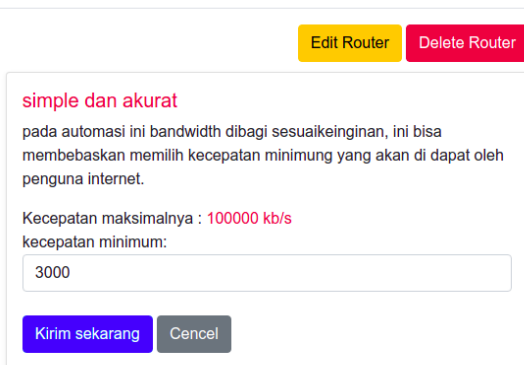 Edit Router Delete Router
simple dan akurat
pada automasi ini bandwidth dibagi sesuaikeinginan, ini bisa
membebaskan memilih kecepatan minimung yang akan di dapat oleh
penguna internet.
Kecepatan maksimalnya : 100000 kb/s
kecepatan minimum:
3000
Kirim sekarang Cencel